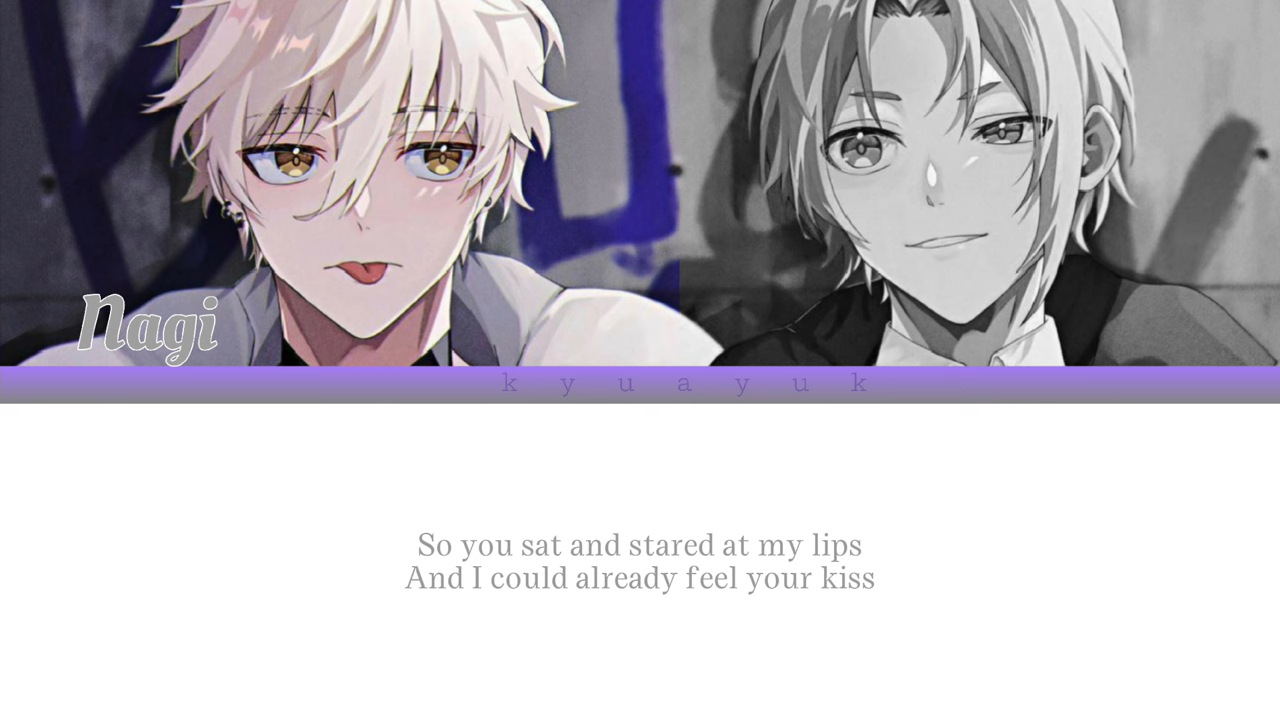 Nagi
k y u a y u k
So you sat and stared at my lips
And I could already feel your kiss